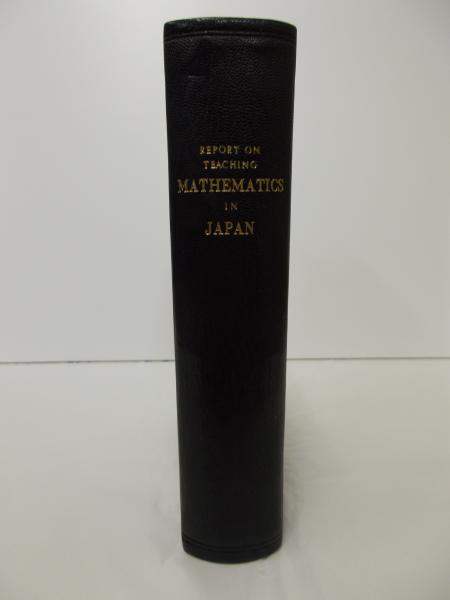 REPORT ON
TEACHING
MATHEMATICS
IN
JAPAN